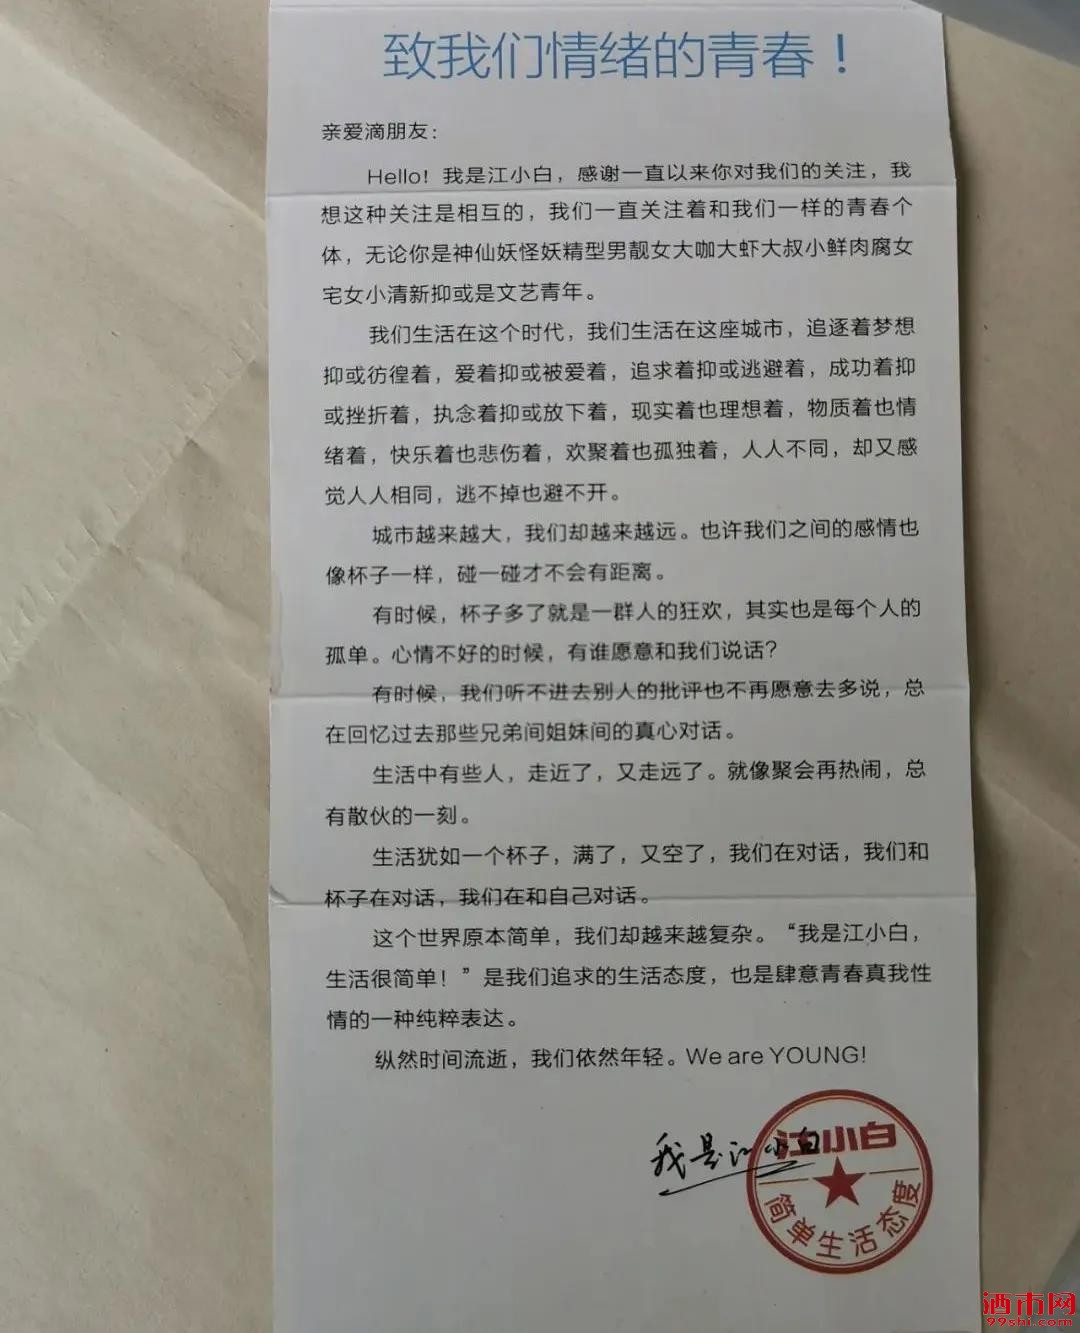 致我们情绪的青春！
亲爱滴朋友：
Hello！我是江小白，感谢一直以来你对我们的关注，我
想这种关注是相互的，我们一直关注着和我们一样的青春个
体，无论你是神仙妖怪妖精型男靓女大咖大虾大叔小鲜肉腐女
宅女小清新抑或是文艺青年。
我们生活在这个时代，我们生活在这座城市，追逐着梦想
抑或彷徨着，爱着抑或被爱着，追求着抑或逃避着，成功着抑
或挫折着，执念着抑或放下着，现实着也理想着，物质着也情
绪着，快乐着也悲伤着，欢聚着也孤独着，人人不同，却又感
觉人人相同，逃不掉也避不开。
城市越来越大，我们却越来越远。也许我们之间的感情也
像杯子一样，碰一碰才不会有距离。
有时候，杯子多了就是一群人的狂欢，其实也是每个人的
孤单。心情不好的时候，有谁愿意和我们说话？
有时候，我们听不进去别人的批评也不再愿意去多说，总
在回忆过去那些兄弟间姐妹间的真心对话。
生活中有些人，走近了，又走远了。就像聚会再热闹，总
有散伙的一刻。
生活犹如一个杯子，满了，又空了，我们在对话，我们和
杯子在对话，我们在和自己对话。
这个世界原本简单，我们却越来越复杂。“我是江小白，
生活很简单！”是我们追求的生活态度，也是肆意青春真我性
情的一种纯粹表达。
纵然时间流逝，我们依然年轻。We are YOUNG!
我是江小白
江小白
简单生活态度
酒市网
99shi.com